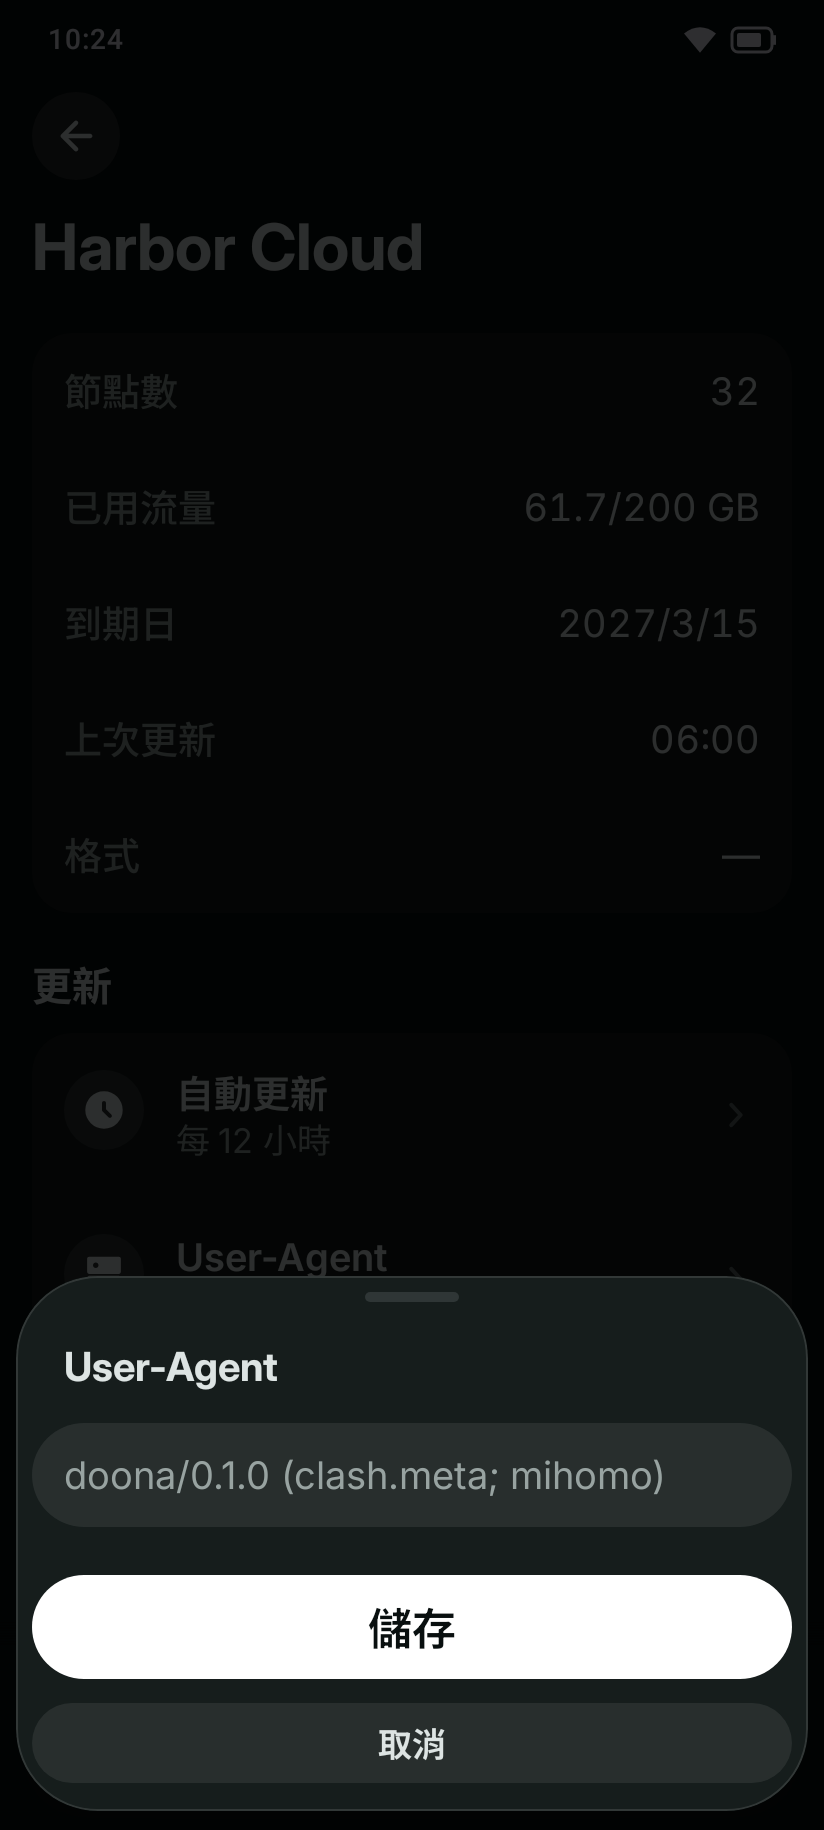 10:24
Harbor Cloud
節點數 32
已用流量 61.7/200 GB
到期日 2027/3/15
上次更新 06:00
格式 —
更新
自動更新
每 12 小時
User-Agent
User-Agent
doona/0.1.0 (clash.meta; mihomo)
儲存
取消